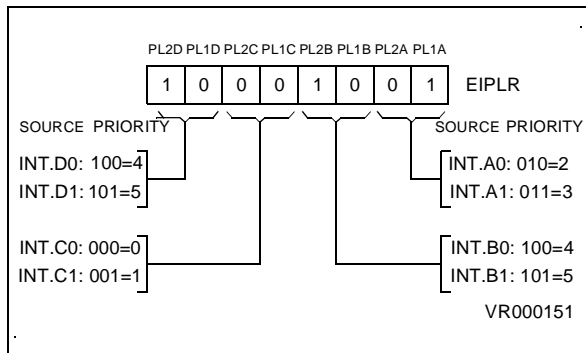 PL2D PL1D PL2C PL1C PL2B PL1B PL2A PL1A
1 0 0 0 1 0 0 1 EIPLR
SOURCE PRIORITY SOURCE PRIORITY
INT.D0: 100=4 INT.A0: 010=2
INT.D1: 101=5 INT.A1: 011=3
INT.C0: 000=0 INT.B0: 100=4
INT.C1: 001=1 INT.B1: 101=5
VR000151